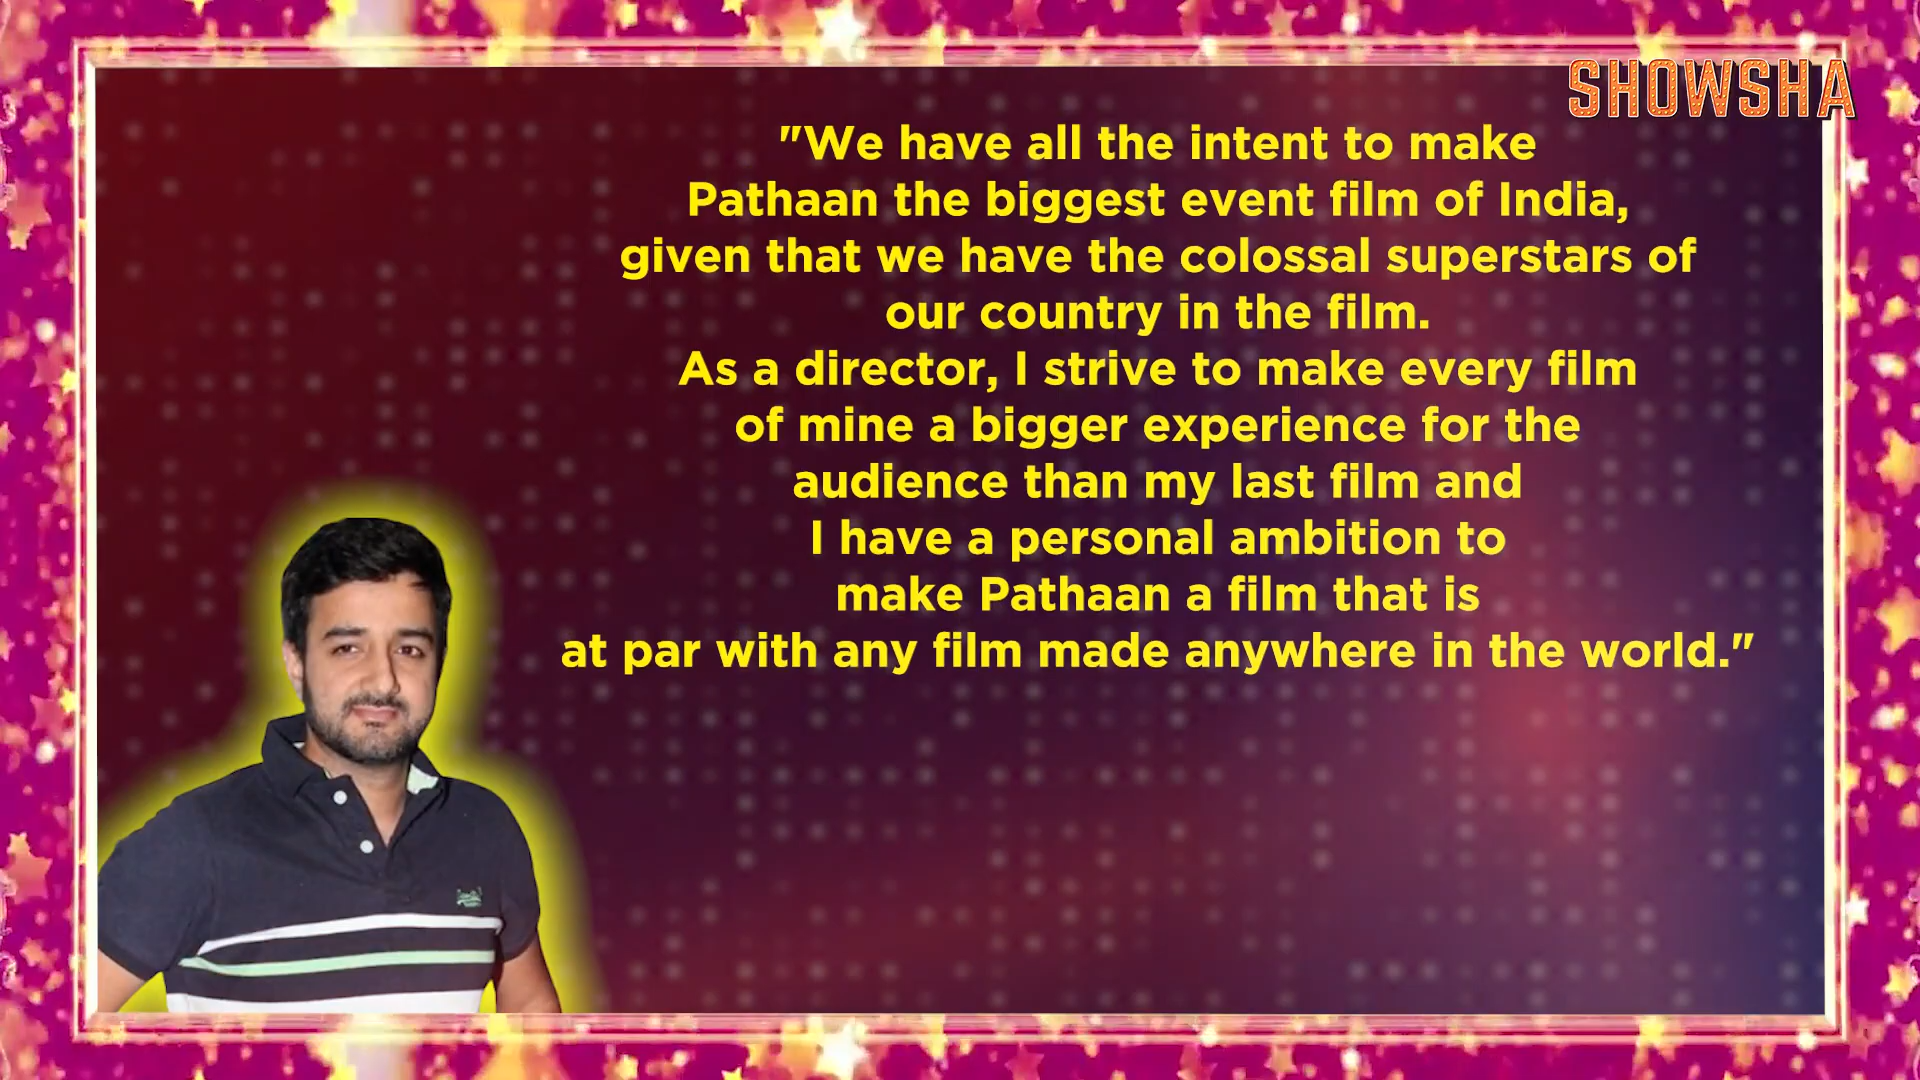 SHOWSHA
"We have all the intent to make
Pathaan the biggest event film of India,
given that we have the colossal superstars of
our country in the film.
As a director, I strive to make every film
of mine a bigger experience for the
audience than my last film and
I have a personal ambition to
make Pathaan a film that is
at par with any film made anywhere in the world."